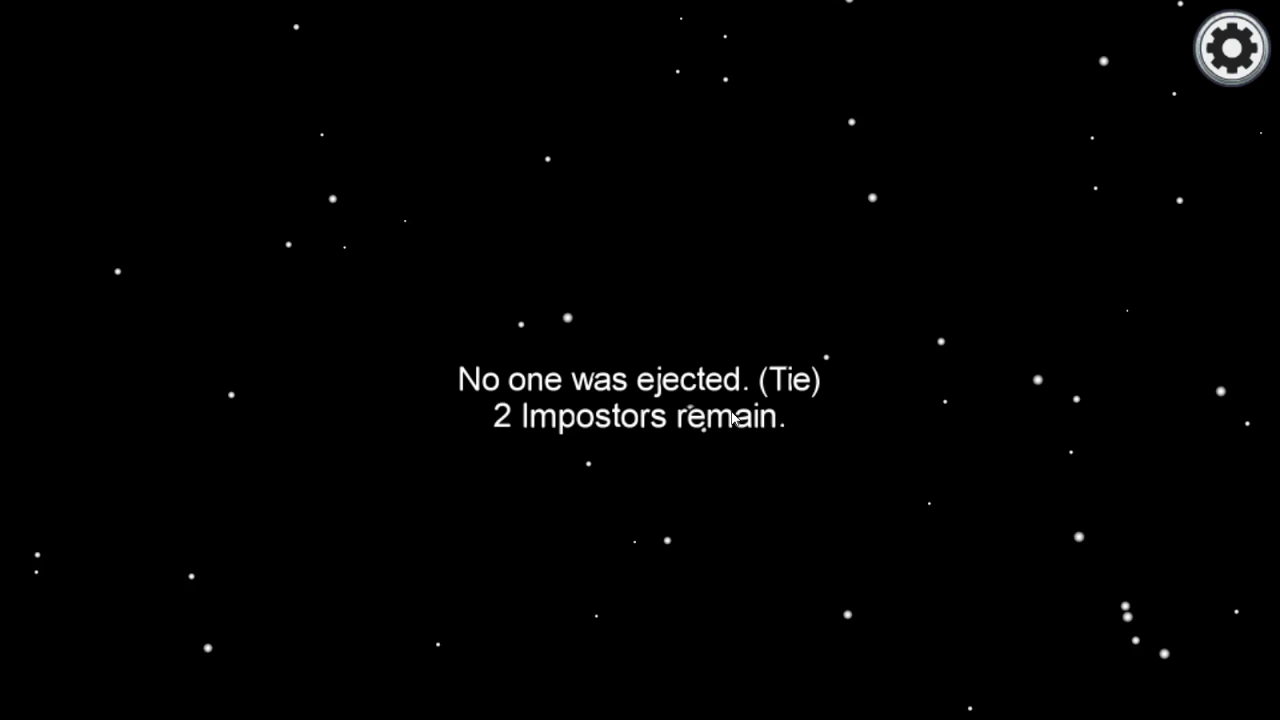 No one was ejected. (Tie)
2 Impostors remain.